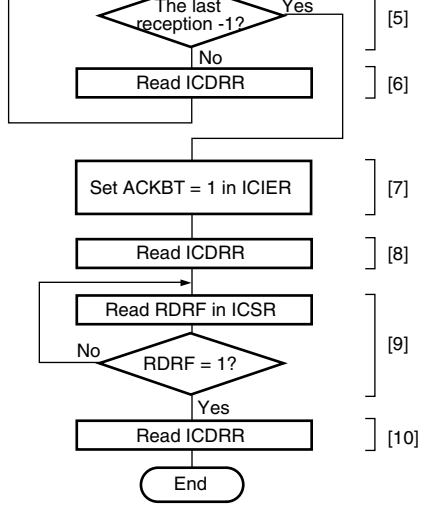 The last
reception -1?
Yes
[5]
No
Read ICDRR
[6]
Set ACKBT = 1 in ICIER
[7]
Read ICDRR
[8]
Read RDRF in ICSR
[9]
No
RDRF = 1?
Yes
Read ICDRR
[10]
End